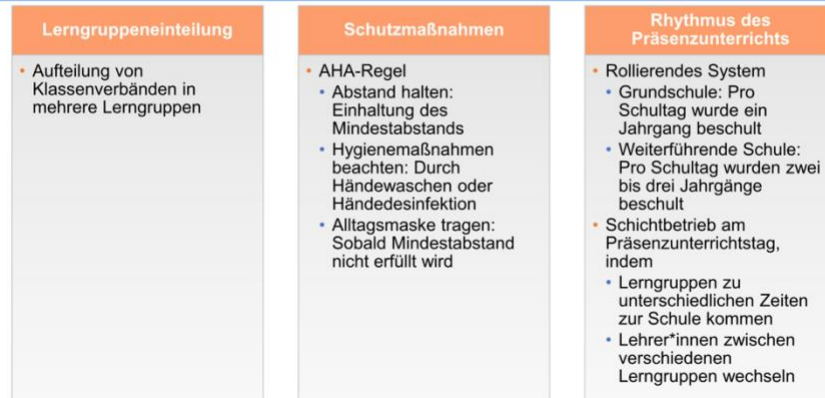 Lerngruppeneinteilung
• Aufteilung von
Klassenverbänden in
mehrere Lerngruppen
Schutzmaßnahmen
• AHA-Regel
• Abstand halten:
Einhaltung des
Mindestabstands
• Hygienemaßnahmen
beachten: Durch
Händewaschen oder
Händedesinfektion
• Alltagsmaske tragen:
Sobald Mindestabstand
nicht erfüllt wird
Rhythmus des
Präsenzunterrichts
• Rollierendes System
• Grundschule: Pro
Schultag wurde ein
Jahrgang beschult
• Weiterführende Schule:
Pro Schultag wurden zwei
bis drei Jahrgänge
beschult
• Schichtbetrieb am
Präsenzunterrichtstag,
indem
• Lerngruppen zu
unterschiedlichen Zeiten
zur Schule kommen
• Lehrer*innen zwischen
verschiedenen
Lerngruppen wechseln